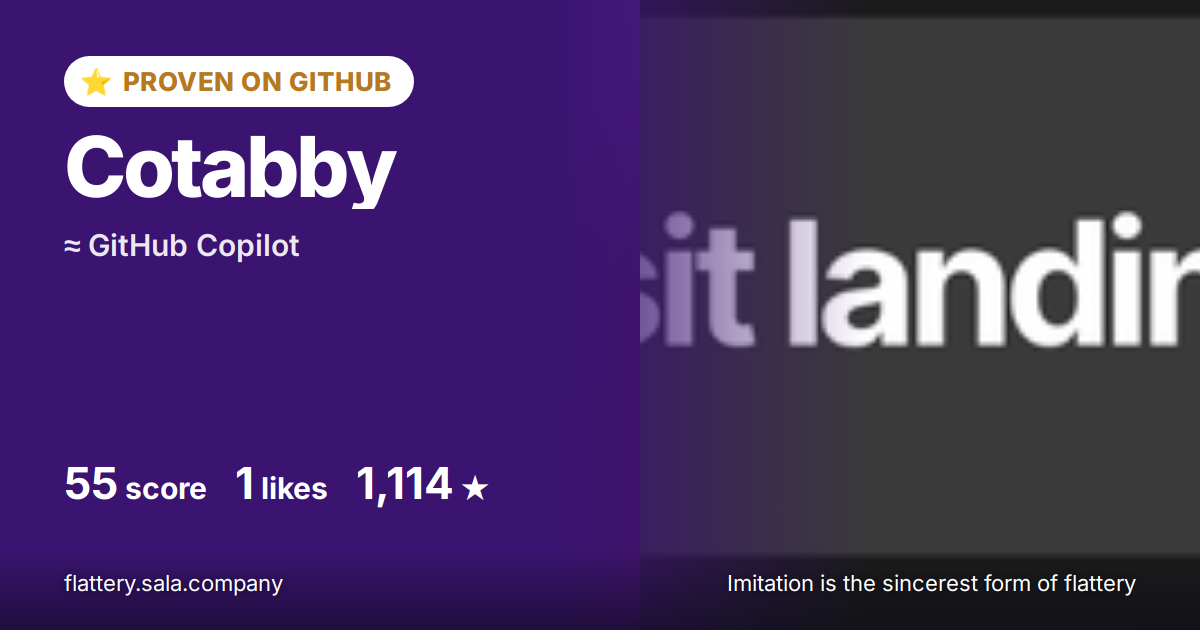 ⭐ PROVEN ON GITHUB
Cotabby
≈ GitHub Copilot
sit landin
55 score 1 likes 1,114 ★
flattery.sala.company
Imitation is the sincerest form of flattery